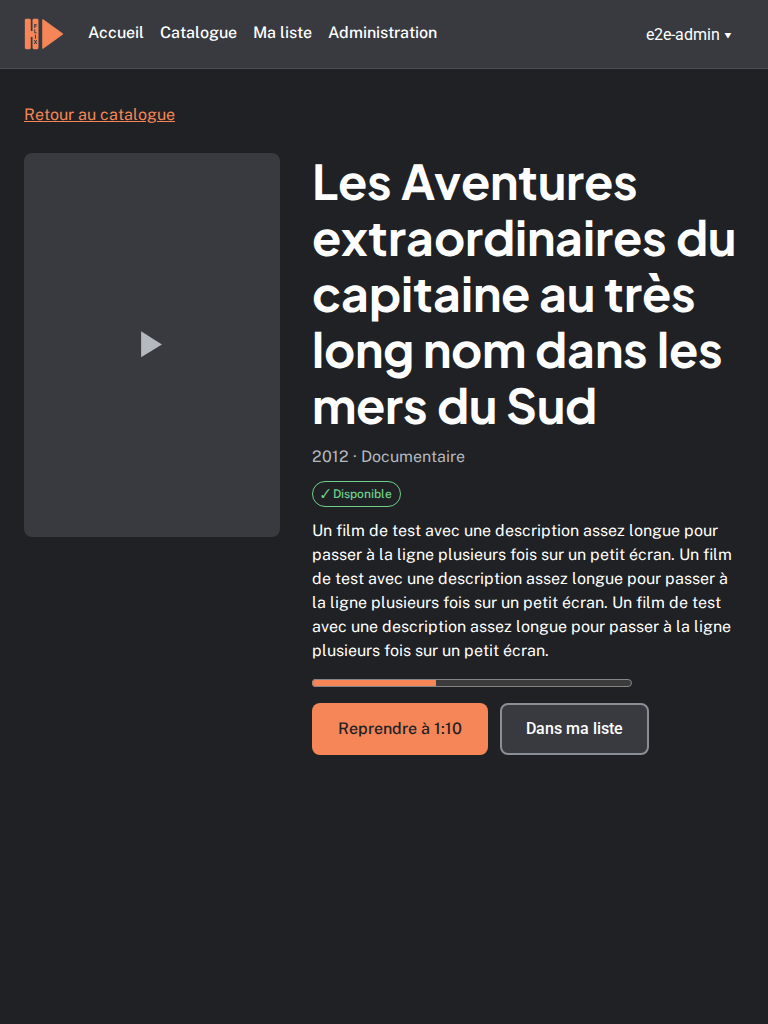 H FLIX
Accueil Catalogue Ma liste Administration
e2e-admin ▾
Retour au catalogue
Les Aventures
extraordinaires du
capitaine au très
long nom dans les
mers du Sud
2012 · Documentaire
✓ Disponible
Un film de test avec une description assez longue pour
passer à la ligne plusieurs fois sur un petit écran. Un film
de test avec une description assez longue pour passer à
la ligne plusieurs fois sur un petit écran. Un film de test
avec une description assez longue pour passer à la ligne
plusieurs fois sur un petit écran.
Reprendre à 1:10
Dans ma liste